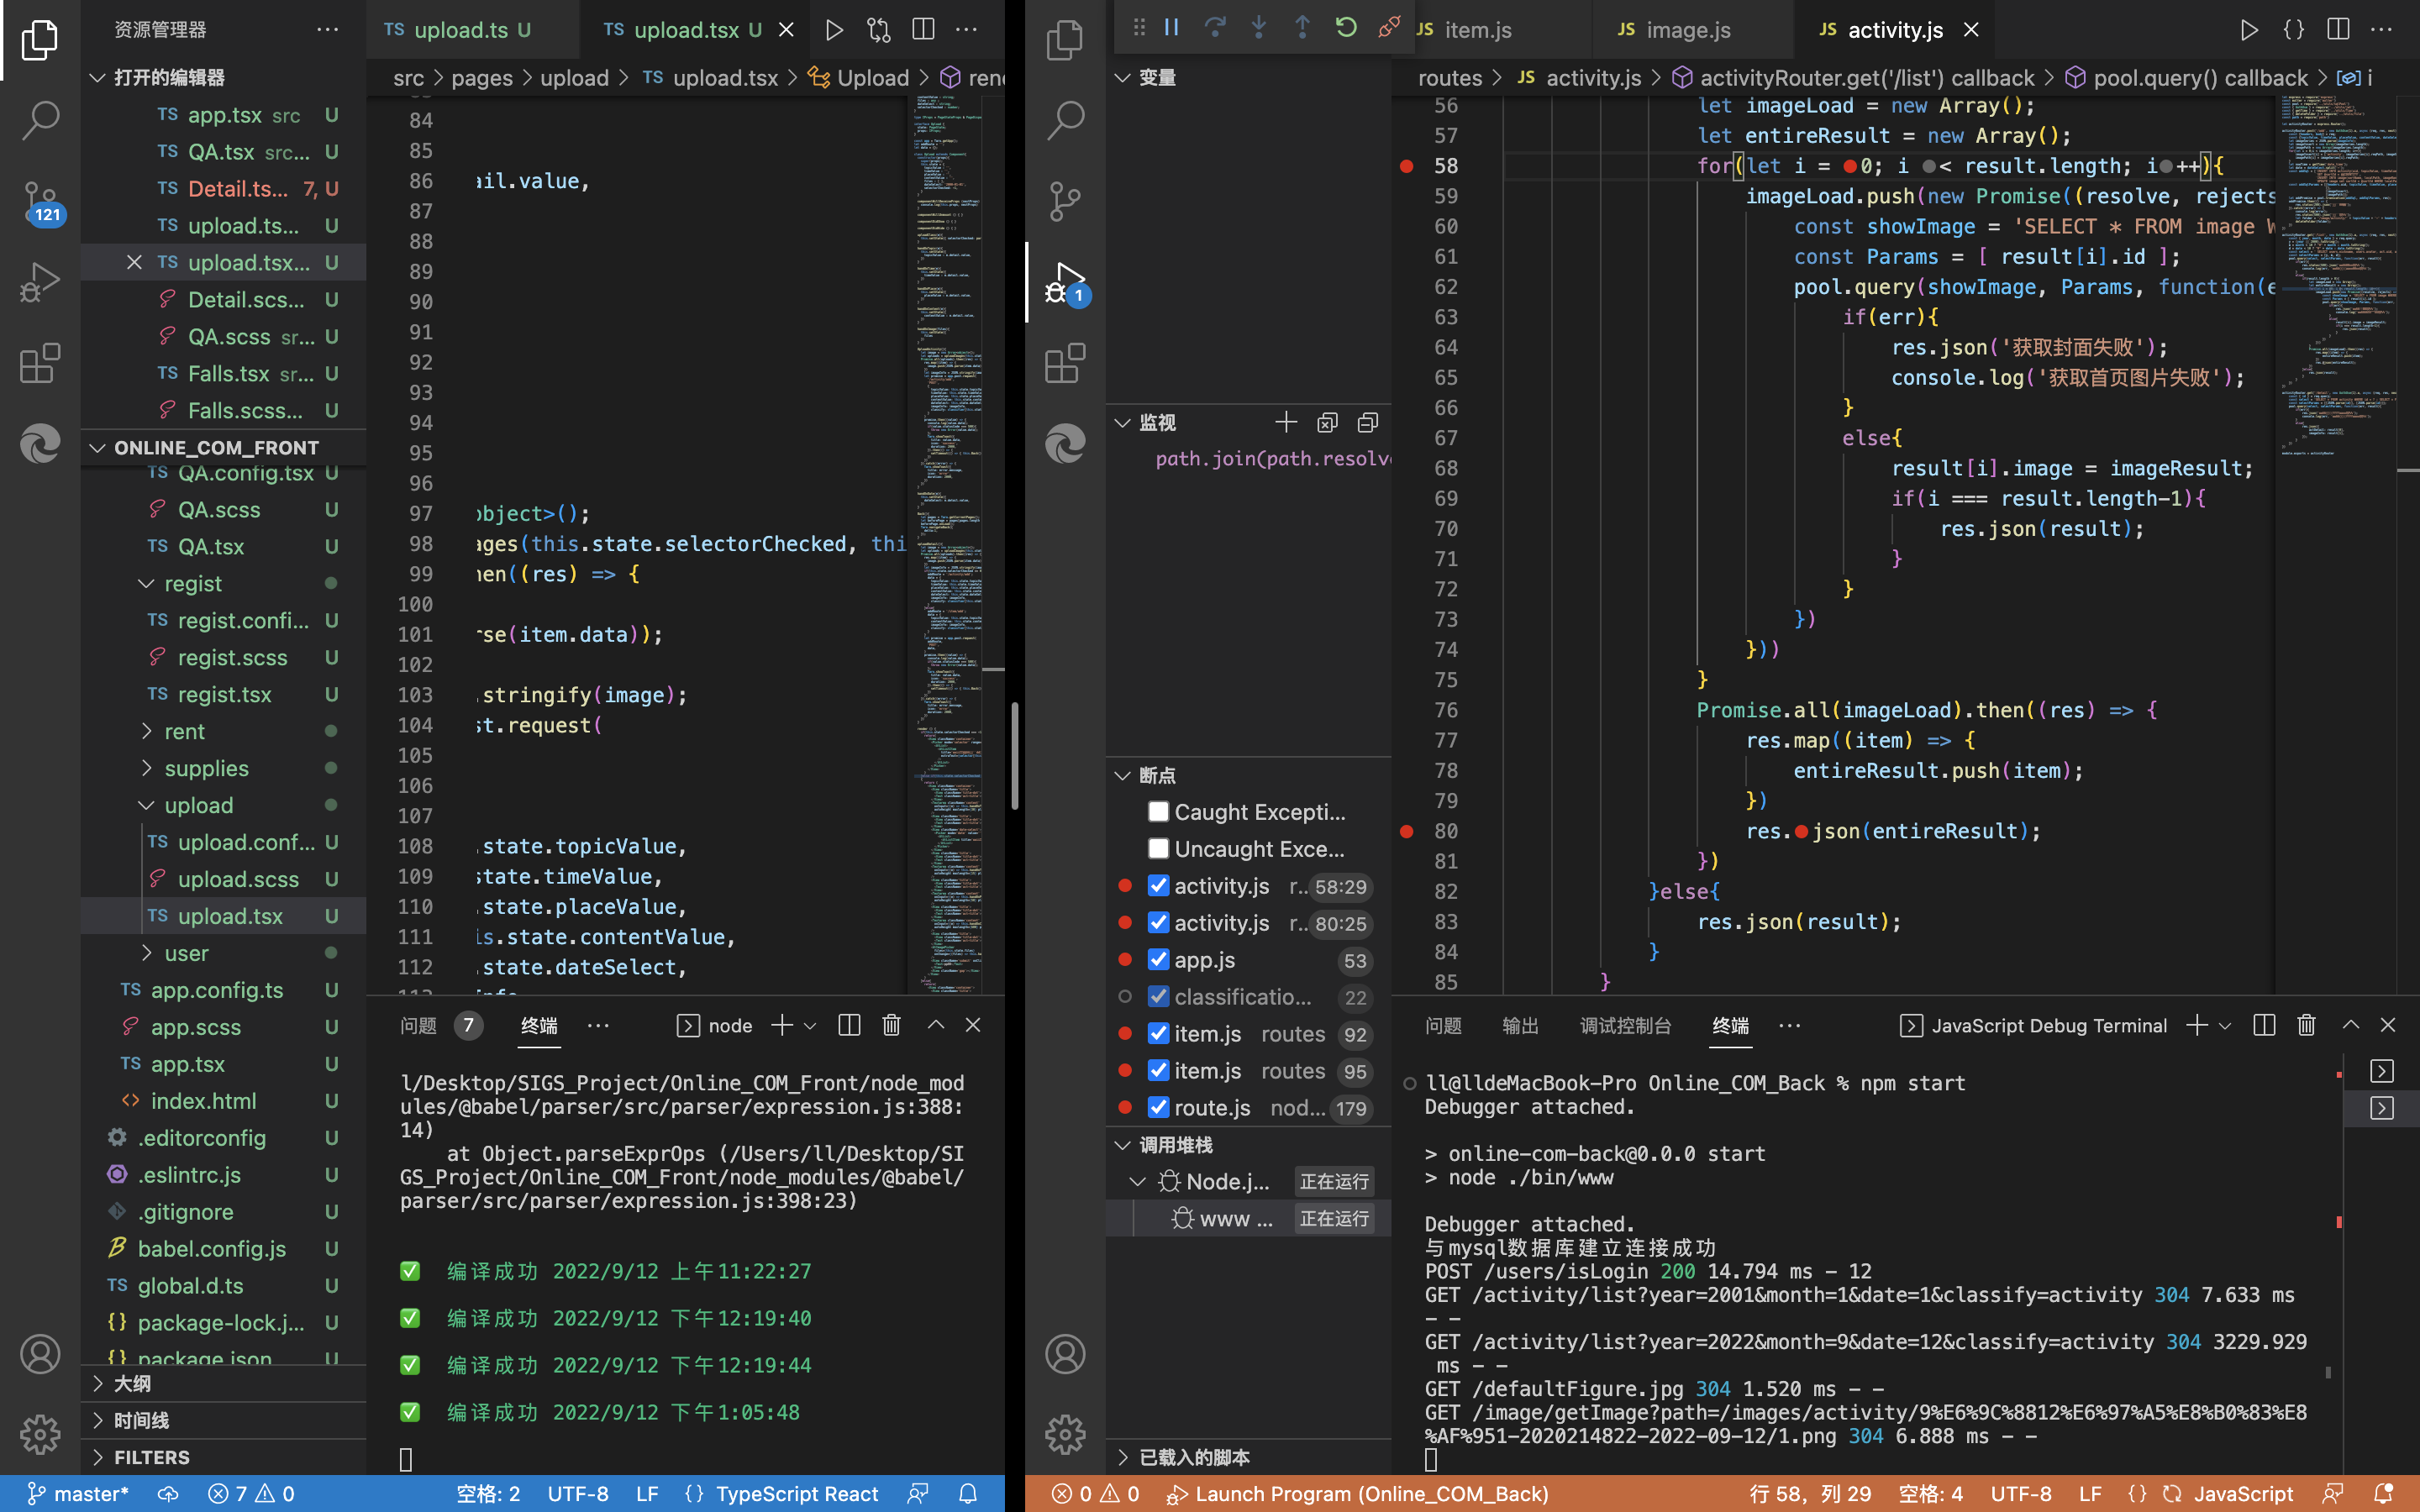 资源管理器
打开的编辑器
TS app.tsx src U
TS QA.tsx src... U
TS Detail.ts... 7, U
TS upload.ts... U
TS upload.tsx... U
Detail.scs... U
QA.scss sr... U
TS Falls.tsx sr... U
Falls.scss... U
ONLINE_COM_FRONT
TS QA.config.tsx U
QA.scss U
TS QA.tsx U
regist
TS regist.confi... U
regist.scss U
TS regist.tsx U
rent
supplies
upload
TS upload.conf... U
upload.scss U
TS upload.tsx U
user
TS app.config.ts U
app.scss U
TS app.tsx U
<> index.html U
.editorconfig U
.eslintrc.js U
.gitignore U
babel.config.js U
TS global.d.ts U
{} package-lock.j... U
{} package.json U
大纲
时间线
FILTERS
121
TS upload.ts U
TS upload.tsx U
src > pages > upload > TS upload.tsx > Upload >
84
85
86 ail.value,
87
88
89
90
91
92
93
94
95
96
97 object>();
98 ages(this.state.selectorChecked, thi
99 hen((res) => {
100
101 rse(item.data));
102
103 .stringify(image);
104 st.request(
105
106
107
108 .state.topicValue,
109 state.timeValue,
110 .state.placeValue,
111 is.state.contentValue,
112 .state.dateSelect,
问题 7 终端 ··· node
l/Desktop/SIGS_Project/Online_COM_Front/node_mod
ules/@babel/parser/src/parser/expression.js:388:
14)
at Object.parseExprOps (/Users/ll/Desktop/SI
GS_Project/Online_COM_Front/node_modules/@babel/
parser/src/parser/expression.js:398:23)
✅ 编译成功 2022/9/12 上午11:22:27
✅ 编译成功 2022/9/12 下午12:19:40
✅ 编译成功 2022/9/12 下午12:19:44
✅ 编译成功 2022/9/12 下午1:05:48
master* 7 0 空格: 2 UTF-8 LF {} TypeScript React
1
变量
监视
path.join(path.resolv
断点
Caught Excepti...
Uncaught Exce...
activity.js r... 58:29
activity.js r... 80:25
app.js 53
classificatio... 22
item.js routes 92
item.js routes 95
route.js nod... 179
调用堆栈
Node.j... 正在运行
www ... 正在运行
已载入的脚本
JS item.js
JS image.js
JS activity.js
routes > JS activity.js > activityRouter.get('/list') callback > pool.query() callback > i
56 let imageLoad = new Array();
57 let entireResult = new Array();
58 for(let i = 0; i < result.length; i++){
59 imageLoad.push(new Promise((resolve, rejects
60 const showImage = 'SELECT * FROM image
61 const Params = [ result[i].id ];
62 pool.query(showImage, Params, function(e
63 if(err){
64 res.json('获取封面失败');
65 console.log('获取首页图片失败');
66 }
67 else{
68 result[i].image = imageResult;
69 if(i === result.length-1){
70 res.json(result);
71 }
72 }
73 })
74 }))
75 }
76 Promise.all(imageLoad).then((res) => {
77 res.map((item) => {
78 entireResult.push(item);
79 })
80 res.json(entireResult);
81 })
82 }else{
83 res.json(result);
84 }
85 }
问题 输出 调试控制台 终端 ··· JavaScript Debug Terminal
ll@lldeMacBook-Pro Online_COM_Back % npm start
Debugger attached.
> online-com-back@0.0.0 start
> node ./bin/www
Debugger attached.
与mysql数据库建立连接成功
POST /users/isLogin 200 14.794 ms - 12
GET /activity/list?year=2001&month=1&date=1&classify=activity 304 7.633 ms
- -
GET /activity/list?year=2022&month=9&date=12&classify=activity 304 3229.929
ms - -
GET /defaultFigure.jpg 304 1.520 ms - -
GET /image/getImage?path=/images/activity/9%E6%9C%8812%E6%97%A5%E8%B0%83%E8
%AF%951-2020214822-2022-09-12/1.png 304 6.888 ms - -
0 0 Launch Program (Online_COM_Back) 行 58, 列 29 空格: 4 UTF-8 LF {} JavaScript